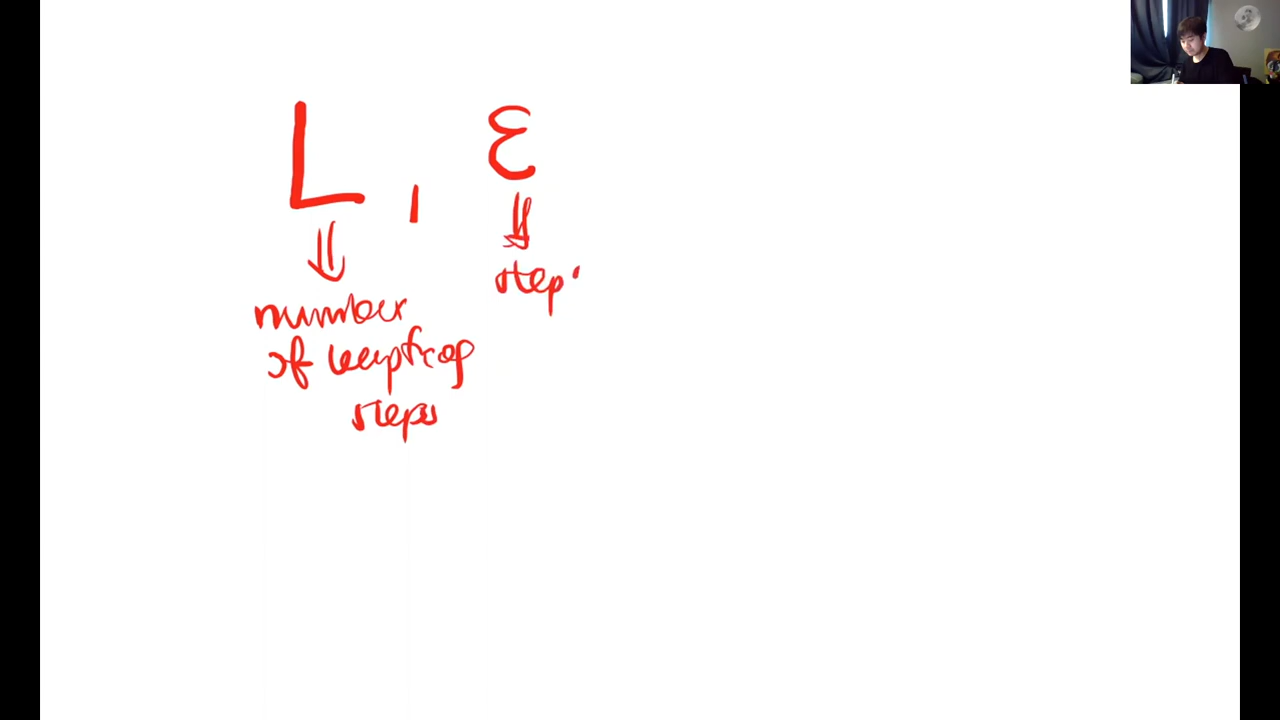 L , ε
number
of leapfrog
steps
step